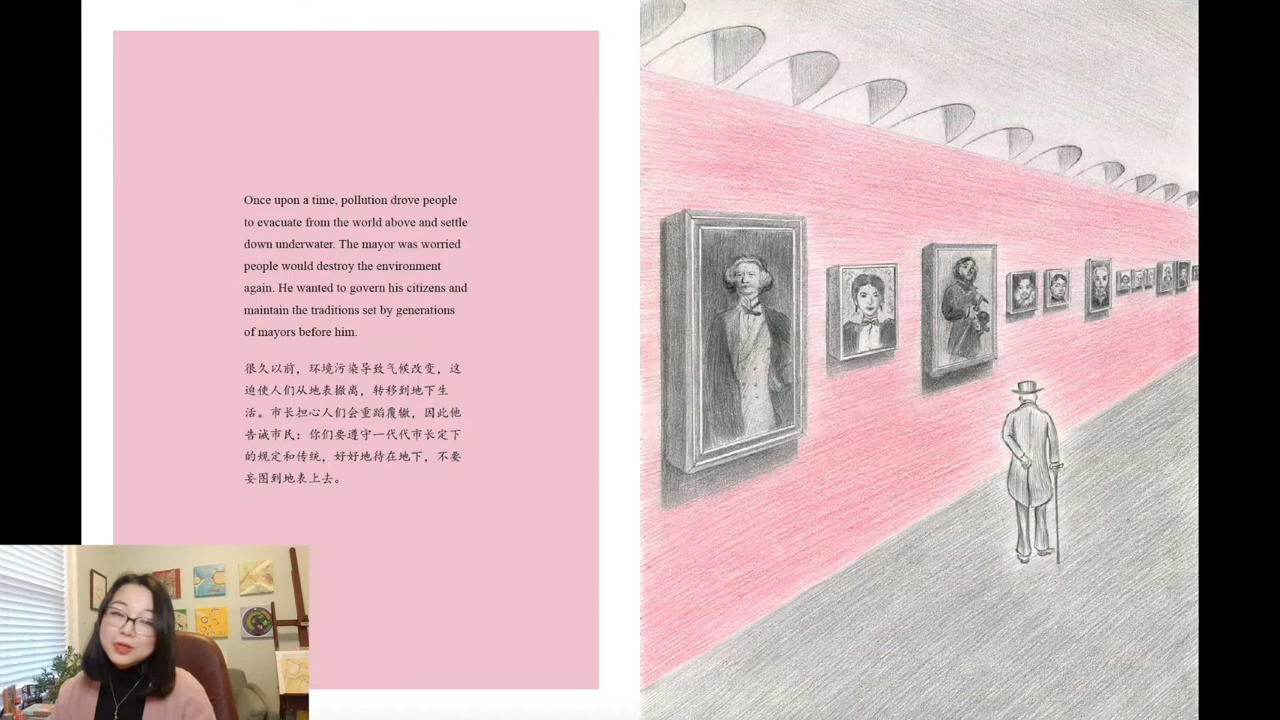 Once upon a time, pollution drove people
to evacuate from the world above and settle
down underwater. The mayor was worried
people would destroy the environment
again. He wanted to govern his citizens and
maintain the traditions set by generations
of mayors before him.
很久以前，环境污染导致气候改变，这
迫使人们从地表撤离，转移到地下生
活。市长担心人们会重蹈覆辙，因此他
告诫市民：你们要遵守一代代市长定下
的规定和传统，好好地待在地下，不要
妄图到地表上去。